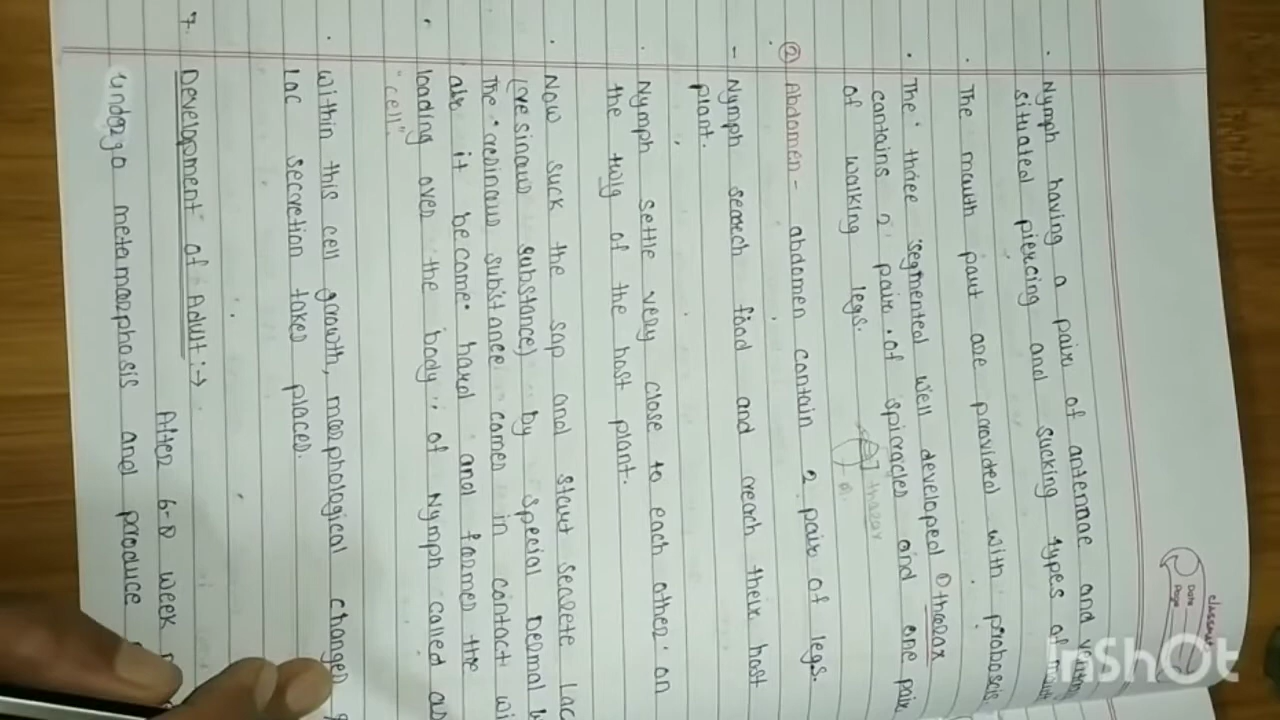 classmate
Date
Page
· Nymph having a pair of antennae and
situated piercing and sucking types of mouth
· The mouth part are provided with proboscis
· The three segmented well developed ① thorax
contains 2 pair of spiracles and one pair
of walking legs.
② Abdomen - abdomen contain 2 pair of legs.
- Nymph search food and reach their host
plant.
· Nymph settle very close to each other on
the twig of the host plant.
· Now suck the sap and start secrete Lac
(resinous substance) by special Dermal
The resinous substance comes in contact
air it become hard and formed the
loading over the body of Nymph called as
"cell".
· Within this cell growth, morphological changes
Lac secretion takes places.
7. Development of Adult :→
After 6-8 week
undergo metamorphosis and produce
InShOt